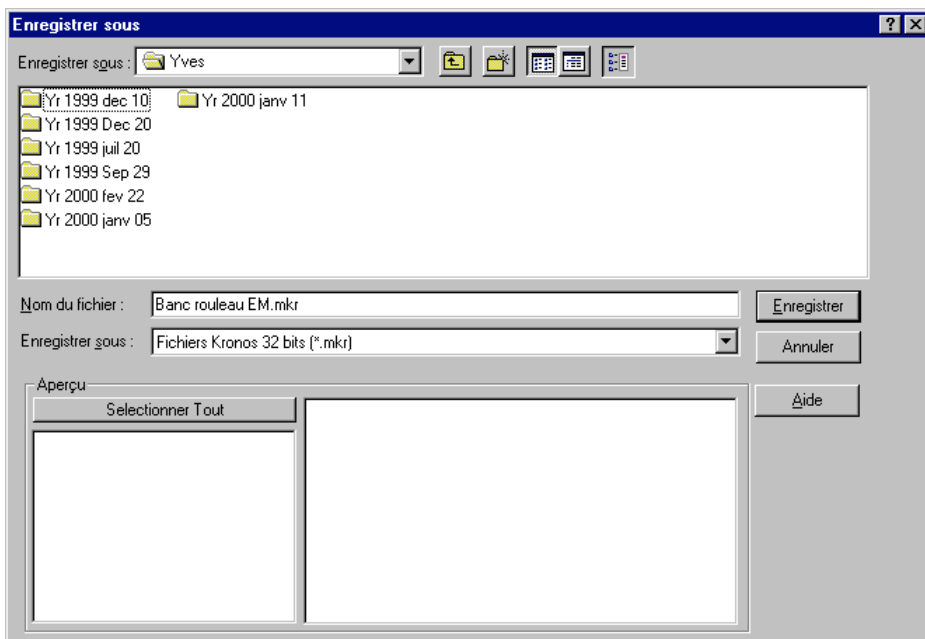 Enregistrer sous
Enregistrer sous : Yves
Yr 1999 dec 10 Yr 2000 janv 11
Yr 1999 Dec 20
Yr 1999 juil 20
Yr 1999 Sep 29
Yr 2000 fev 22
Yr 2000 janv 05
Nom du fichier : Banc rouleau EM.mkr Enregistrer
Enregistrer sous : Fichiers Kronos 32 bits (*.mkr) Annuler
Aperçu
Selectionner Tout Aide